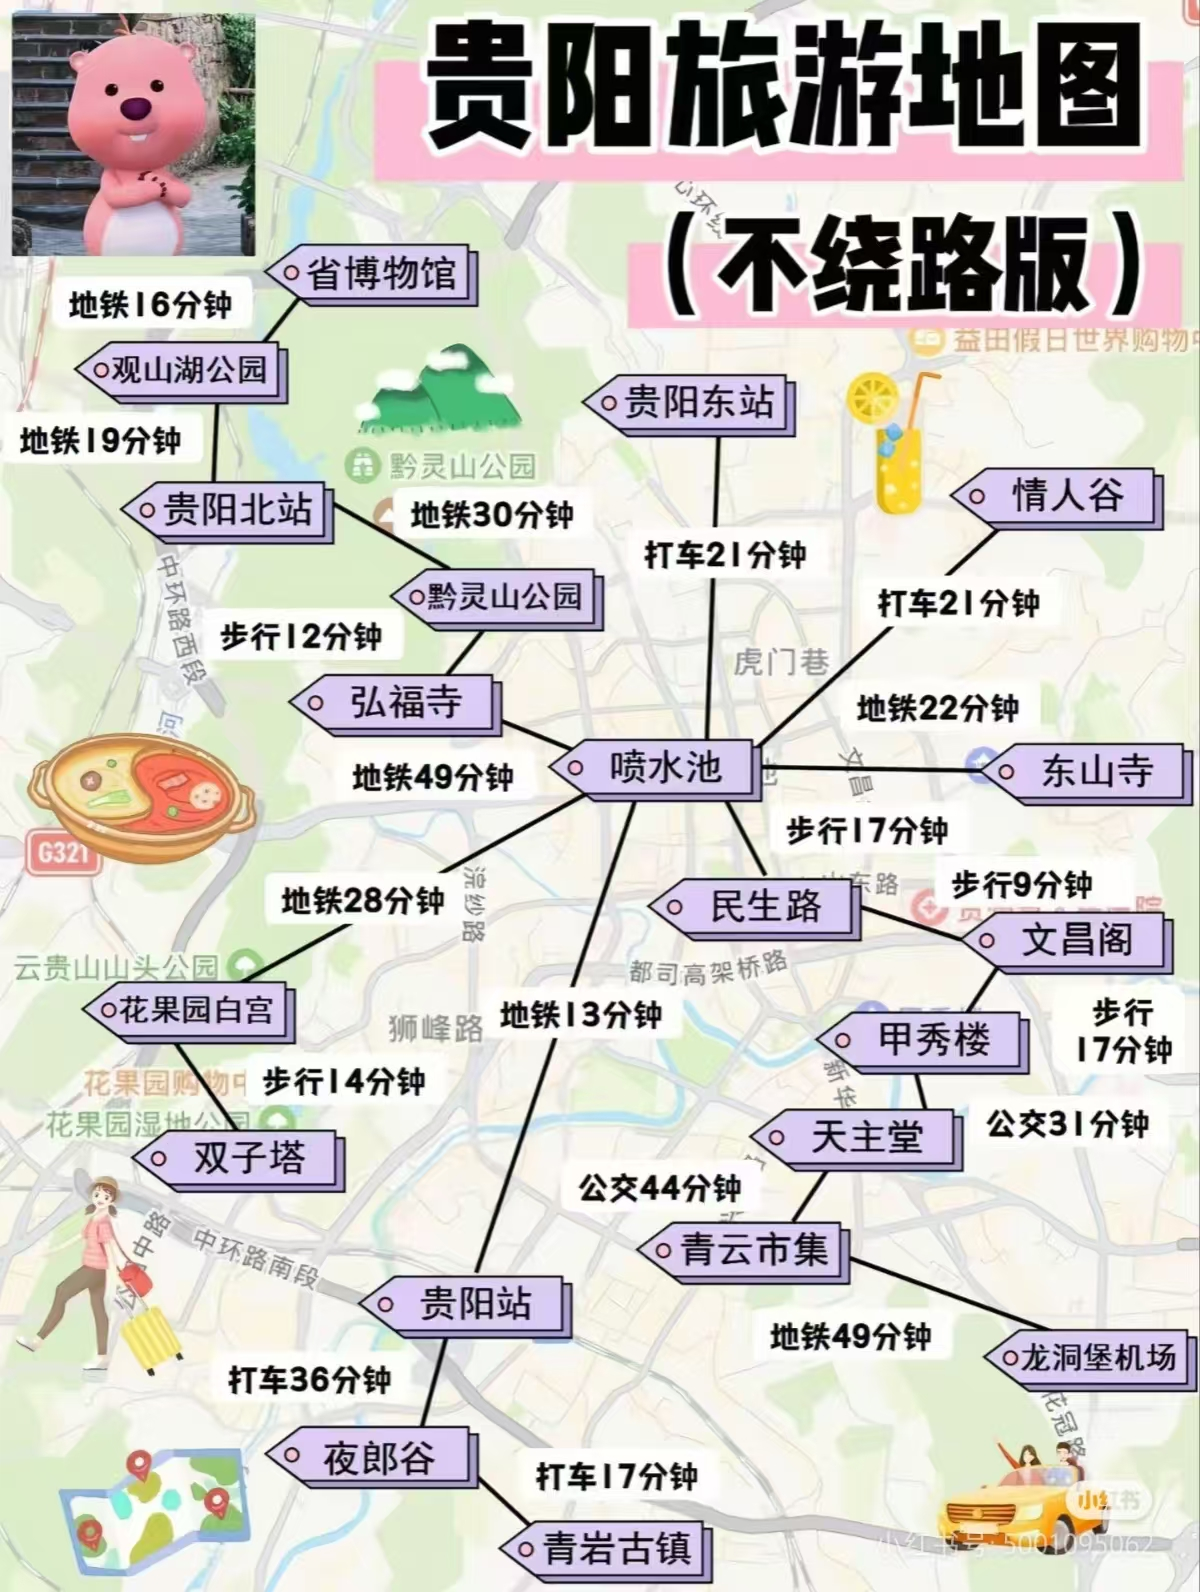 贵阳旅游地图
（不绕路版）
省博物馆
地铁16分钟
观山湖公园
地铁19分钟
贵阳北站
益田假日世界购物中
贵阳东站
黔灵山公园
地铁30分钟
情人谷
打车21分钟
黔灵山公园
打车21分钟
步行12分钟
中环路西段
虎门巷
弘福寺
地铁22分钟
喷水池
东山寺
地铁49分钟
文昌
步行17分钟
G321
地铁28分钟
浣纱路
步行9分钟
民生路
文昌阁
云贵山山头公园
都司高架桥路
花果园白宫
狮峰路
地铁13分钟
甲秀楼
步行
17分钟
花果园购物中
步行14分钟
新华
花果园湿地公园
天主堂
公交31分钟
双子塔
公交44分钟
中环路南段
青云市集
贵阳站
地铁49分钟
龙洞堡机场
打车36分钟
花冠路
夜郎谷
打车17分钟
小红书
青岩古镇
小红书号: 5001095062